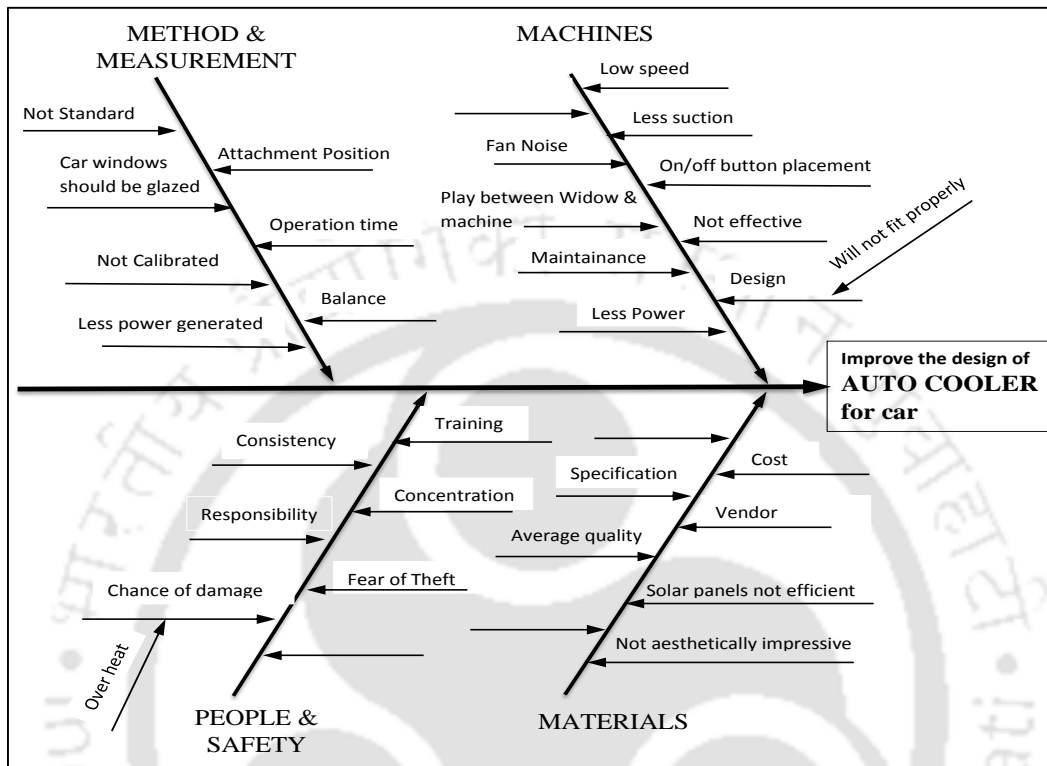 METHOD &
MEASUREMENT
Not Standard
Attachment Position
Car windows
should be glazed
Operation time
Not Calibrated
Balance
Less power generated
MACHINES
Low speed
Less suction
Fan Noise
On/off button placement
Play between Widow &
machine
Not effective
Maintainance
Design
Will not fit properly
Less Power
Improve the design of
AUTO COOLER
for car
Training
Consistency
Concentration
Responsibility
Fear of Theft
Chance of damage
Over heat
PEOPLE &
SAFETY
Cost
Specification
Vendor
Average quality
Solar panels not efficient
Not aesthetically impressive
MATERIALS